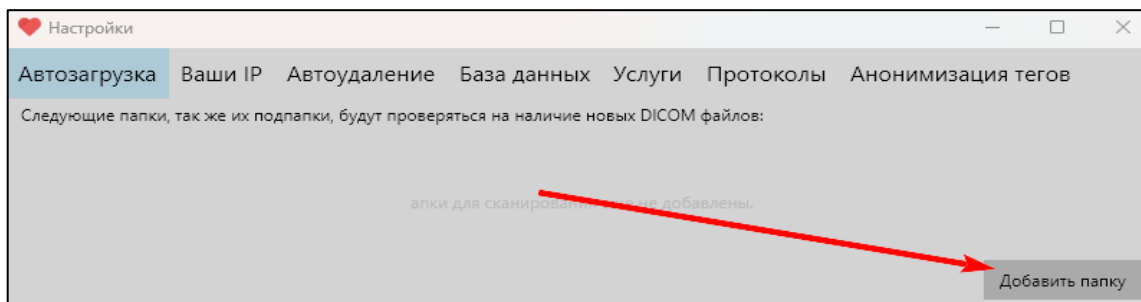 Настройки
Автозагрузка Ваши IP Автоудаление База данных Услуги Протоколы Анонимизация тегов
Следующие папки, так же их подпапки, будут проверяться на наличие новых DICOM файлов:
апки для сканирования не добавлены.
Добавить папку